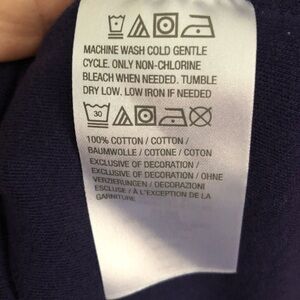 MACHINE WASH COLD GENTLE
CYCLE. ONLY NON-CHLORINE
BLEACH WHEN NEEDED. TUMBLE
DRY LOW. LOW IRON IF NEEDED
30
100% COTTON / COTTON /
BAUMWOLLE / COTONE / COTON
EXCLUSIVE OF DECORATION /
EXCLUSIVE OF DECORATION / OHNE
VERZIERUNGEN / DECORAZIONI
ESCLUSE / À L'EXCEPTION DE LA
GARNITURE